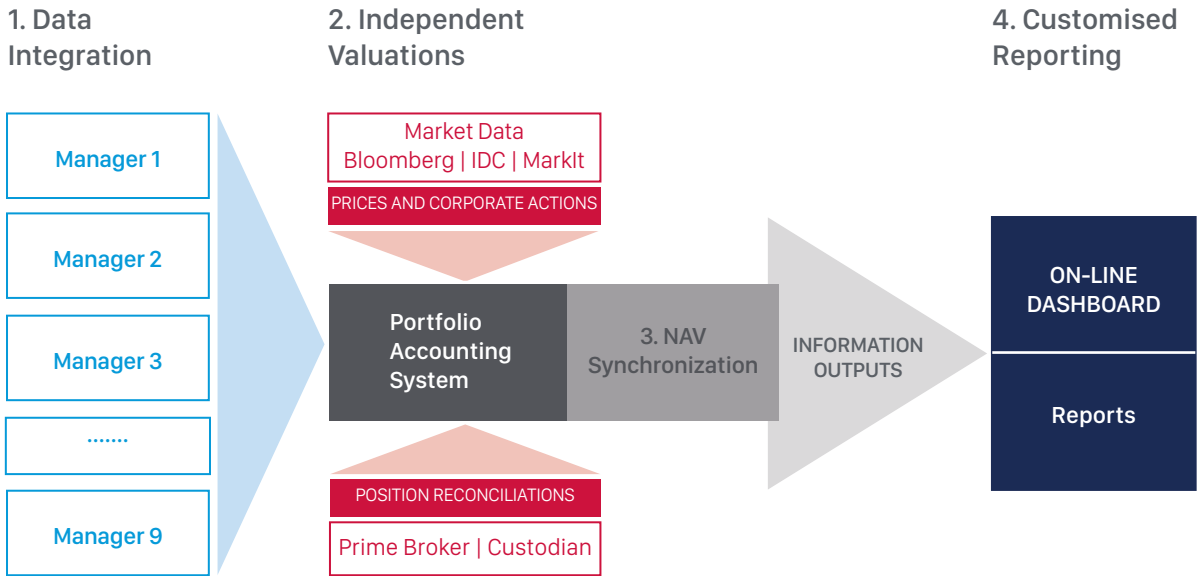 1. Data
Integration
2. Independent
Valuations
4. Customised
Reporting
Manager 1
Manager 2
Manager 3
.......
Manager 9
Market Data
Bloomberg | IDC | MarkIt
PRICES AND CORPORATE ACTIONS
Portfolio
Accounting
System
3. NAV
Synchronization
INFORMATION
OUTPUTS
POSITION RECONCILIATIONS
Prime Broker | Custodian
ON-LINE
DASHBOARD
Reports